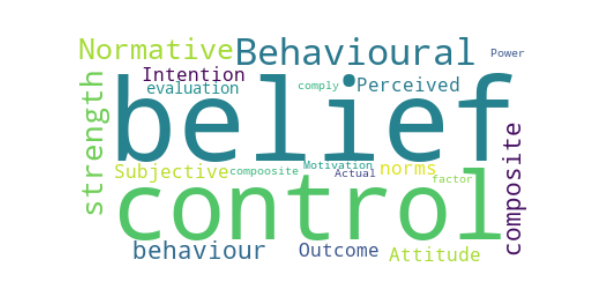 Normative Behavioural Power
Intention
evaluation comply Perceived
belief
strength
Subjective compoosite Motivation Actual norms factor
control
composite
behaviour Outcome Attitude